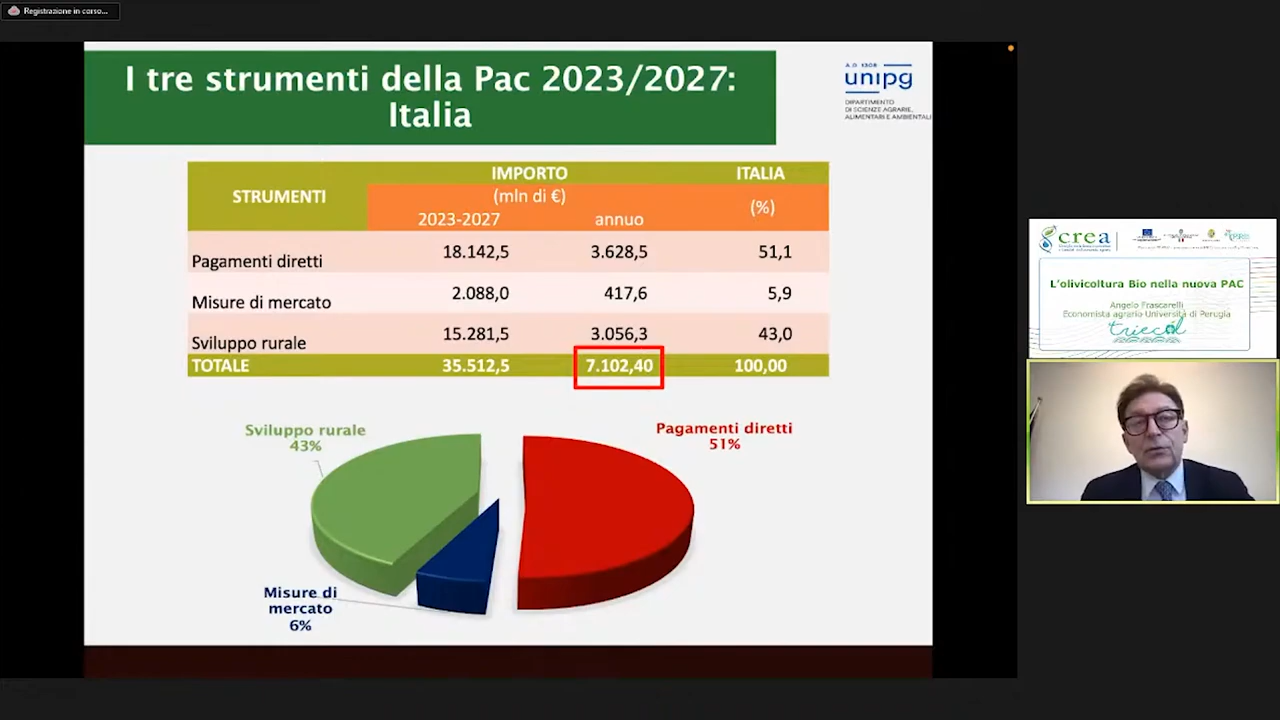 Registrazione in corso...
I tre strumenti della Pac 2023/2027:
Italia
A.D. 1308
unipg
DIPARTIMENTO
DI SCIENZE AGRARIE,
ALIMENTARI E AMBIENTALI
STRUMENTI
IMPORTO
ITALIA
(mln di €)
(%)
2023-2027 annuo
Pagamenti diretti 18.142,5 3.628,5 51,1
Misure di mercato 2.088,0 417,6 5,9
Sviluppo rurale 15.281,5 3.056,3 43,0
TOTALE 35.512,5 7.102,40 100,00
Sviluppo rurale
43%
Pagamenti diretti
51%
Misure di
mercato
6%
crea
L'olivicoltura Bio nella nuova PAC
Angelo Frascarelli
Economista agrario Università di Perugia
triecol